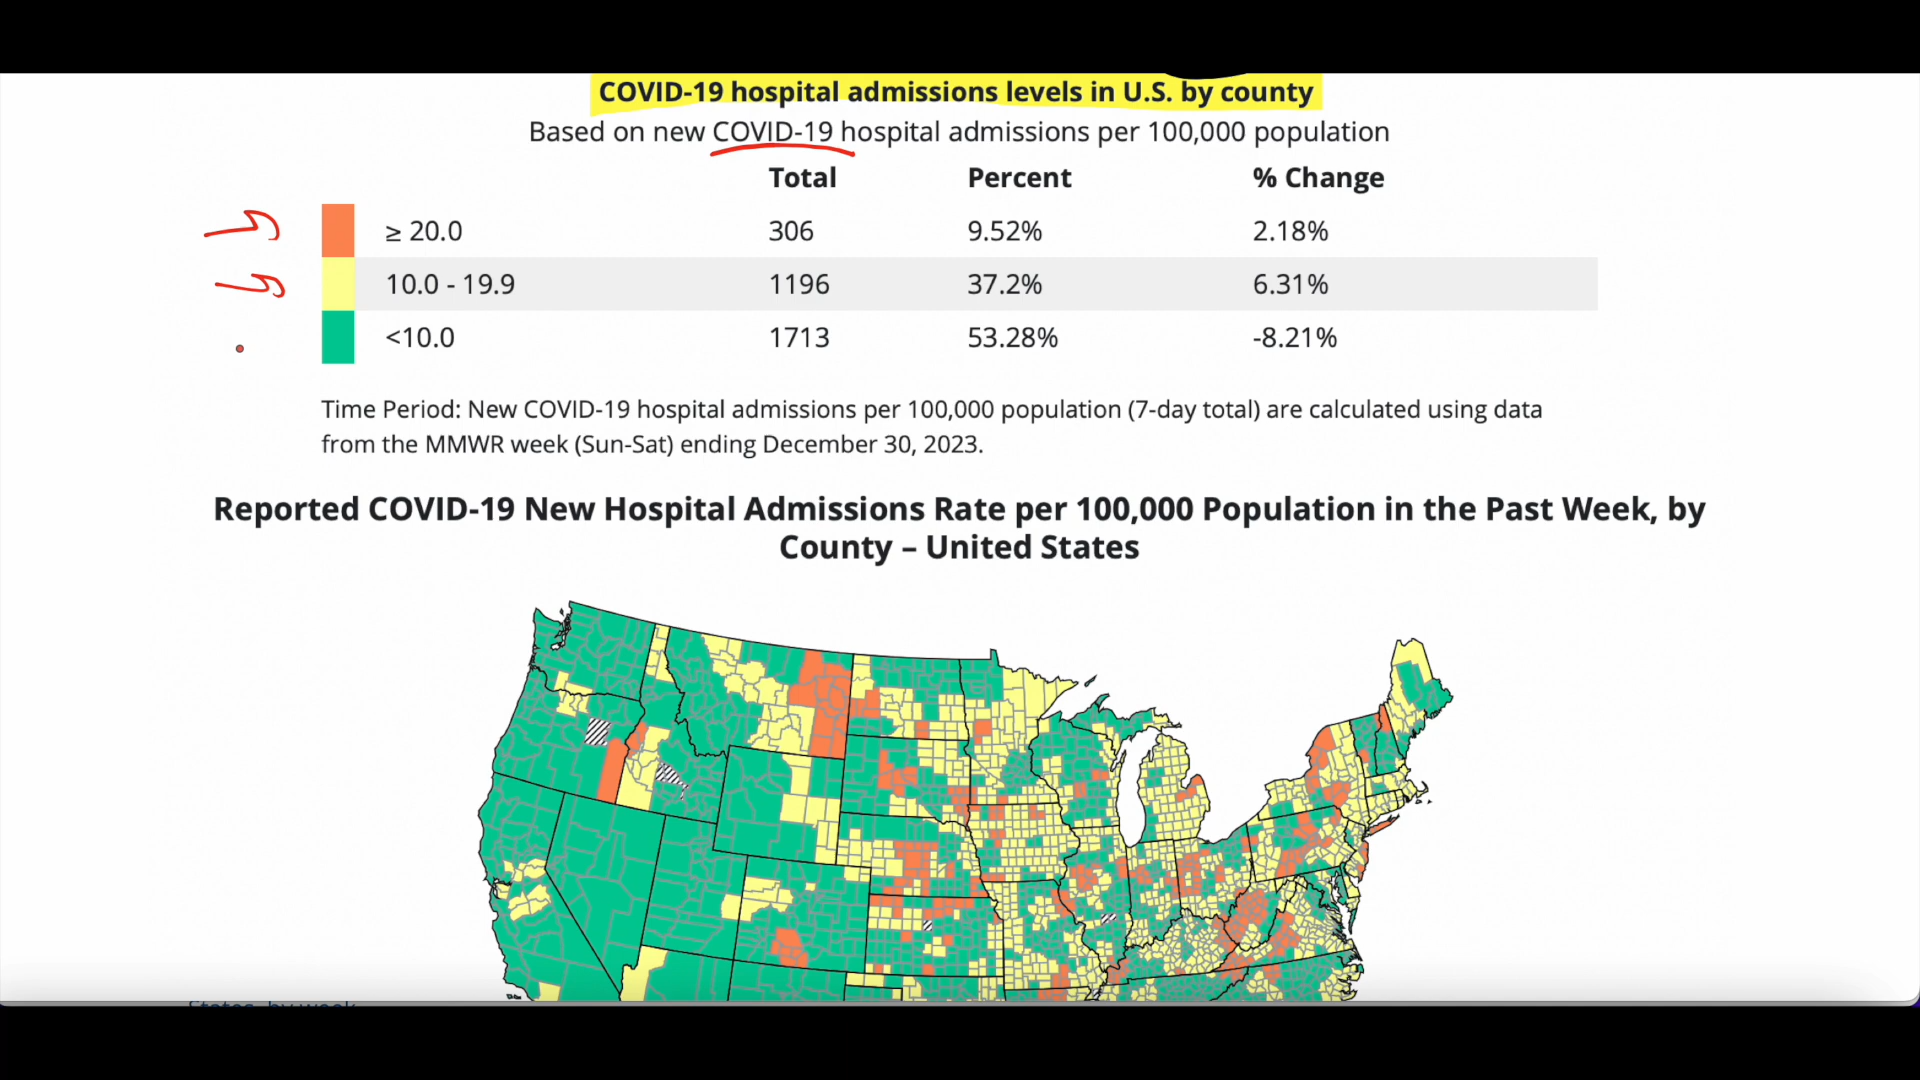 COVID-19 hospital admissions levels in U.S. by county
Based on new COVID-19 hospital admissions per 100,000 population
Total Percent % Change
≥ 20.0 306 9.52% 2.18%
10.0 - 19.9 1196 37.2% 6.31%
<10.0 1713 53.28% -8.21%
Time Period: New COVID-19 hospital admissions per 100,000 population (7-day total) are calculated using data
from the MMWR week (Sun-Sat) ending December 30, 2023.
Reported COVID-19 New Hospital Admissions Rate per 100,000 Population in the Past Week, by
County – United States